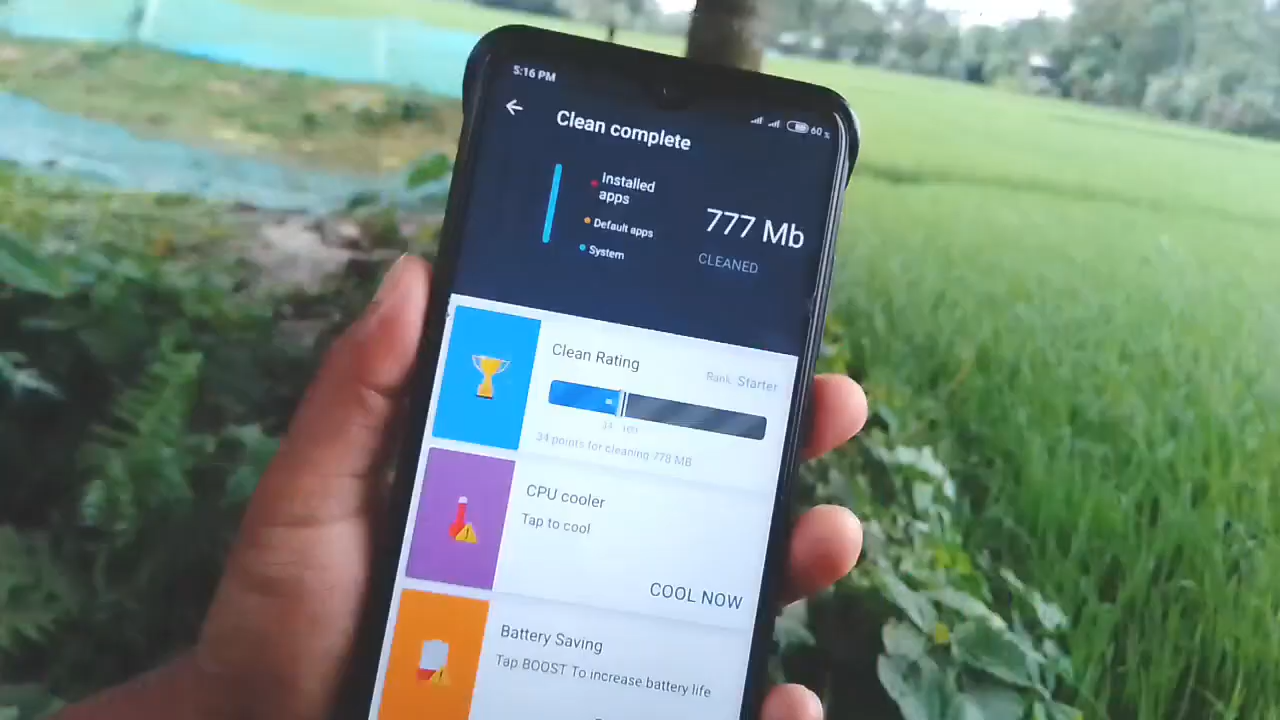 5:16 PM
60 %
Clean complete
Installed
apps
Default apps
System
777 Mb
CLEANED
Clean Rating
Rank Starter
34 points for cleaning 778 MB
CPU cooler
Tap to cool
COOL NOW
Battery Saving
Tap BOOST To increase battery life